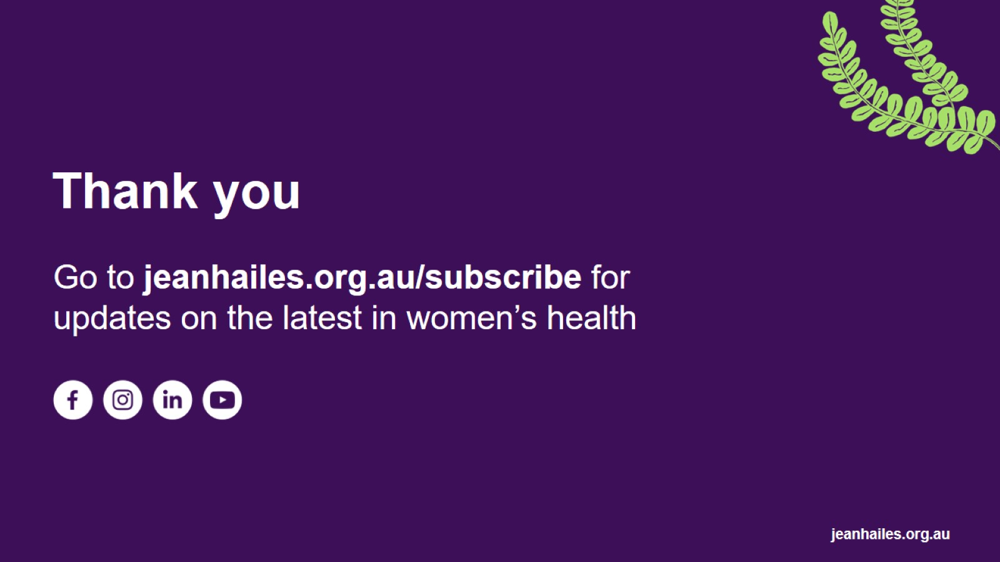 Thank you
Go to jeanhailes.org.au/subscribe for
updates on the latest in women’s health
jeanhailes.org.au